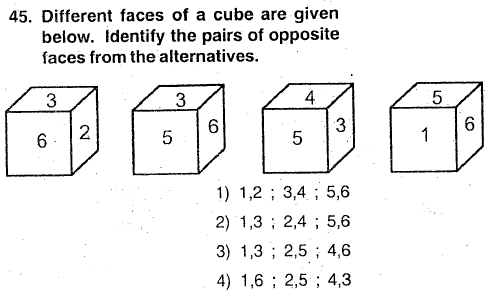 45. Different faces of a cube are given
below. Identify the pairs of opposite
faces from the alternatives.
3 3 4 5
6 2 5 6 5 3 1 6
1) 1,2 ; 3,4 ; 5,6
2) 1,3 ; 2,4 ; 5,6
3) 1,3 ; 2,5 ; 4,6
4) 1,6 ; 2,5 ; 4,3